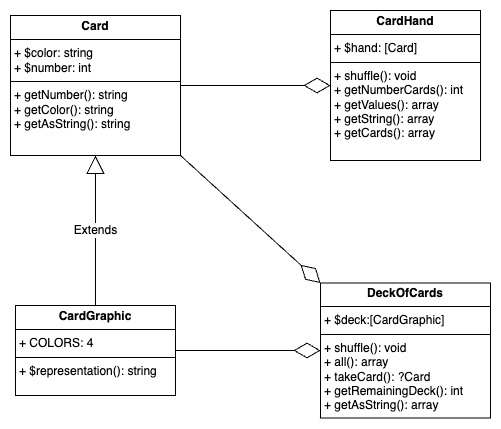 Card
+ $color: string
+ $number: int
+ getNumber(): string
+ getColor(): string
+ getAsString(): string
CardHand
+ $hand: [Card]
+ shuffle(): void
+ getNumberCards(): int
+ getValues(): array
+ getString(): array
+ getCards(): array
Extends
CardGraphic
+ COLORS: 4
+ $representation(): string
DeckOfCards
+ $deck:[CardGraphic]
+ shuffle(): void
+ all(): array
+ takeCard(): ?Card
+ getRemainingDeck(): int
+ getAsString(): array